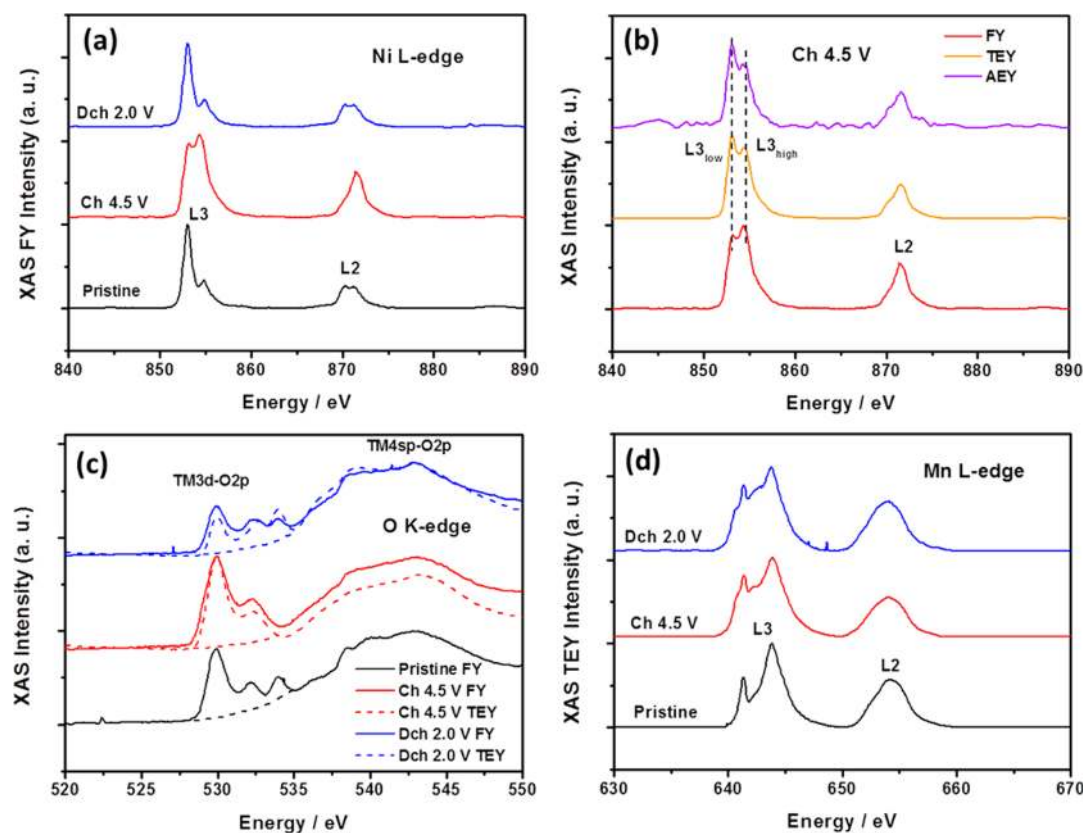 (a)
Ni L-edge
XAS FY Intensity (a. u.)
Dch 2.0 V
Ch 4.5 V
L3
L2
Pristine
840 850 860 870 880 890
Energy / eV
(b)
Ch 4.5 V
FY
TEY
AEY
XAS Intensity (a. u.)
L3low
L3high
L2
840 850 860 870 880 890
Energy / eV
(c)
TM4sp-O2p
TM3d-O2p
O K-edge
XAS Intensity (a. u.)
Pristine FY
Ch 4.5 V FY
Ch 4.5 V TEY
Dch 2.0 V FY
Dch 2.0 V TEY
520 525 530 535 540 545 550
Energy / eV
(d)
Mn L-edge
XAS TEY Intensity (a. u.)
Dch 2.0 V
Ch 4.5 V
L3
L2
Pristine
630 640 650 660 670
Energy / eV